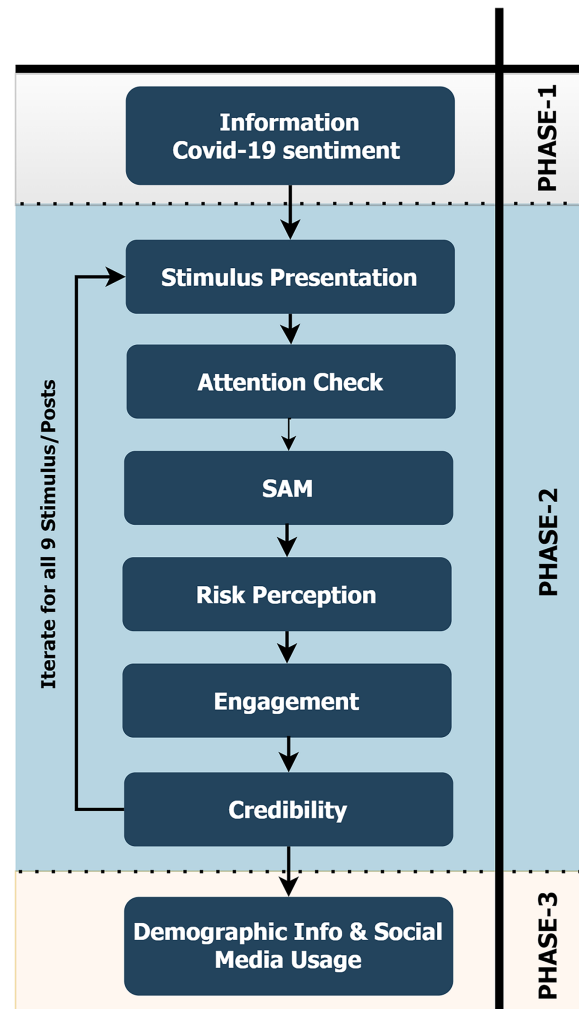 Information
Covid-19 sentiment
PHASE-1
Stimulus Presentation
Attention Check
SAM
Risk Perception
Engagement
Credibility
Iterate for all 9 Stimulus/Posts
PHASE-2
Demographic Info & Social
Media Usage
PHASE-3